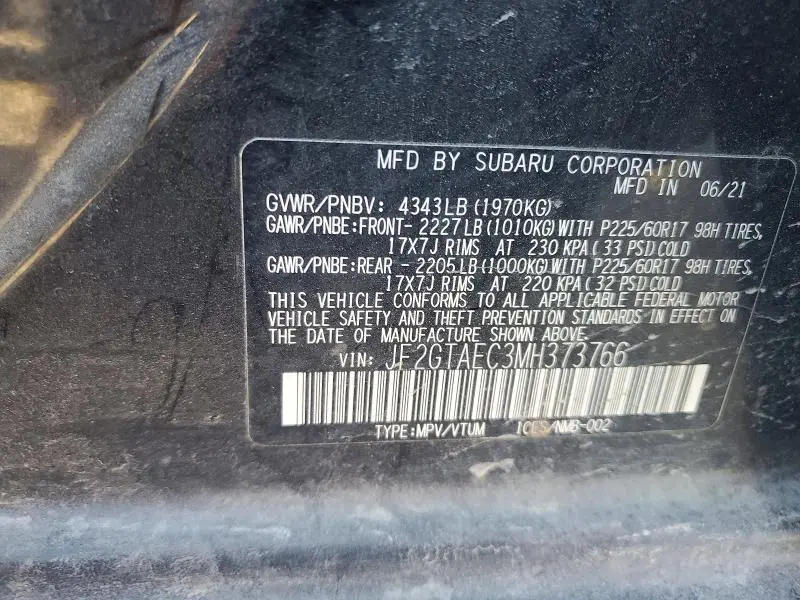 MFD BY SUBARU CORPORATION
MFD IN 06/21
GVWR/PNBV: 4343LB(1970KG)
GAWR/PNBE:FRONT- 2227LB(1010KG)WITH P225/60R17 98H TIRES,
17X7J RIMS AT 230 KPA( 33 PSI)COLD
GAWR/PNBE:REAR - 2205LB(1000KG)WITH P225/60R17 98H TIRES,
17X7J RIMS AT 220 KPA( 32 PSI)COLD
THIS VEHICLE CONFORMS TO ALL APPLICABLE FEDERAL MOTOR
VEHICLE SAFETY AND THEFT PREVENTION STANDARDS IN EFFECT ON
THE DATE OF MANUFACTURE SHOWN ABOVE.
VIN: JF2GTAEC3MH373766
TYPE:MPV/VTUM ICES/NMB-002